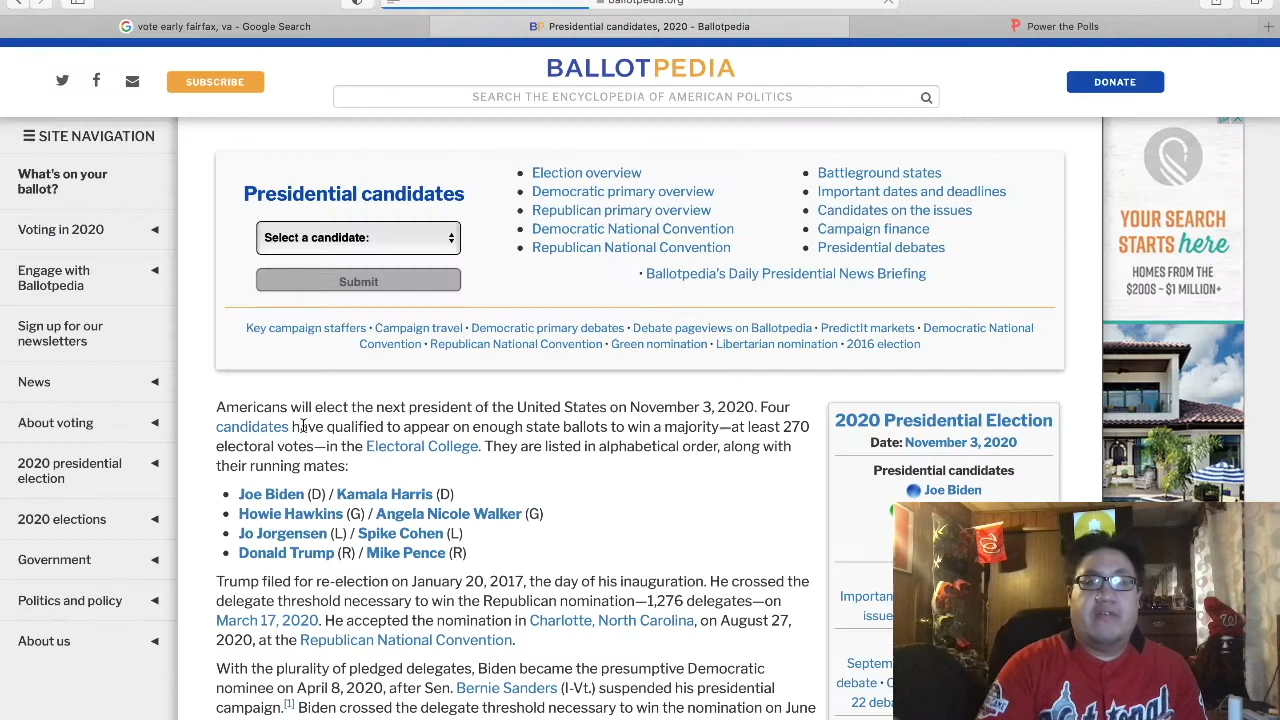 ballotpedia.org
vote early fairfax, va - Google Search
BP Presidential candidates, 2020 - Ballotpedia
Power the Polls
SUBSCRIBE
BALLOTPEDIA
SEARCH THE ENCYCLOPEDIA OF AMERICAN POLITICS
DONATE
SITE NAVIGATION
What's on your
ballot?
Voting in 2020
Engage with
Ballotpedia
Sign up for our
newsletters
News
About voting
2020 presidential
election
2020 elections
Government
Politics and policy
About us
Presidential candidates
Select a candidate:
Submit
• Election overview
• Democratic primary overview
• Republican primary overview
• Democratic National Convention
• Republican National Convention
• Battleground states
• Important dates and deadlines
• Candidates on the issues
• Campaign finance
• Presidential debates
• Ballotpedia's Daily Presidential News Briefing
Key campaign staffers • Campaign travel • Democratic primary debates • Debate pageviews on Ballotpedia • PredictIt markets • Democratic National
Convention • Republican National Convention • Green nomination • Libertarian nomination • 2016 election
Americans will elect the next president of the United States on November 3, 2020. Four
candidates have qualified to appear on enough state ballots to win a majority—at least 270
electoral votes—in the Electoral College. They are listed in alphabetical order, along with
their running mates:
• Joe Biden (D) / Kamala Harris (D)
• Howie Hawkins (G) / Angela Nicole Walker (G)
• Jo Jorgensen (L) / Spike Cohen (L)
• Donald Trump (R) / Mike Pence (R)
Trump filed for re-election on January 20, 2017, the day of his inauguration. He crossed the
delegate threshold necessary to win the Republican nomination—1,276 delegates—on
March 17, 2020. He accepted the nomination in Charlotte, North Carolina, on August 27,
2020, at the Republican National Convention.
With the plurality of pledged delegates, Biden became the presumptive Democratic
nominee on April 8, 2020, after Sen. Bernie Sanders (I-Vt.) suspended his presidential
campaign.[1] Biden crossed the delegate threshold necessary to win the nomination on June
2020 Presidential Election
Date: November 3, 2020
Presidential candidates
Joe Biden
Important
issue
Septem
debate • O
22 deba
YOUR SEARCH
STARTS here
HOMES FROM THE
$200S - $1 MILLION+